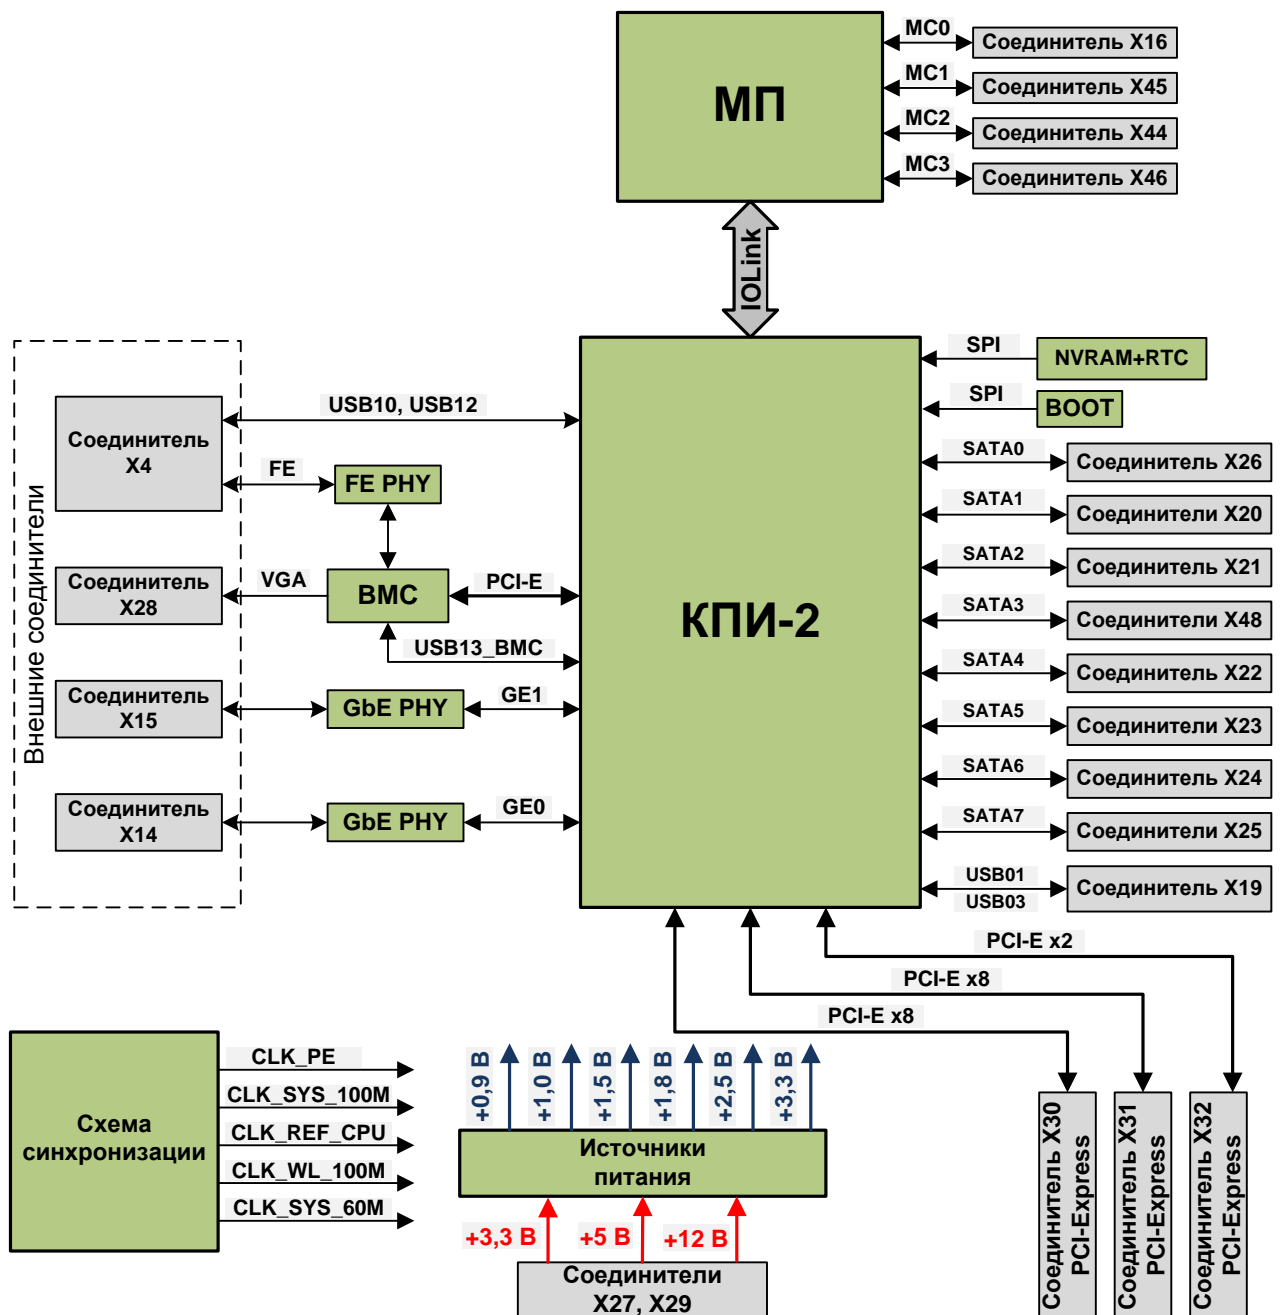 МП
MC0
Соединитель X16
MC1
Соединитель X45
MC2
Соединитель X44
MC3
Соединитель X46
IOLink
Внешние соединители
Соединитель
X4
USB10, USB12
FE
FE PHY
Соединитель
X28
VGA
BMC
PCI-E
USB13_BMC
Соединитель
X15
GbE PHY
GE1
Соединитель
X14
GbE PHY
GE0
КПИ-2
SPI
NVRAM+RTC
SPI
BOOT
SATA0
Соединитель X26
SATA1
Соединители X20
SATA2
Соединители X21
SATA3
Соединители X48
SATA4
Соединители X22
SATA5
Соединители X23
SATA6
Соединители X24
SATA7
Соединители X25
USB01
USB03
Соединитель X19
PCI-E x2
PCI-E x8
PCI-E x8
Соединитель X30
PCI-Express
Соединитель X31
PCI-Express
Соединитель X32
PCI-Express
Схема
синхронизации
CLK_PE
CLK_SYS_100M
CLK_REF_CPU
CLK_WL_100M
CLK_SYS_60M
+0,9 В
+1,0 В
+1,5 В
+1,8 В
+2,5 В
+3,3 В
Источники
питания
+3,3 В
+5 В
+12 В
Соединители
X27, X29